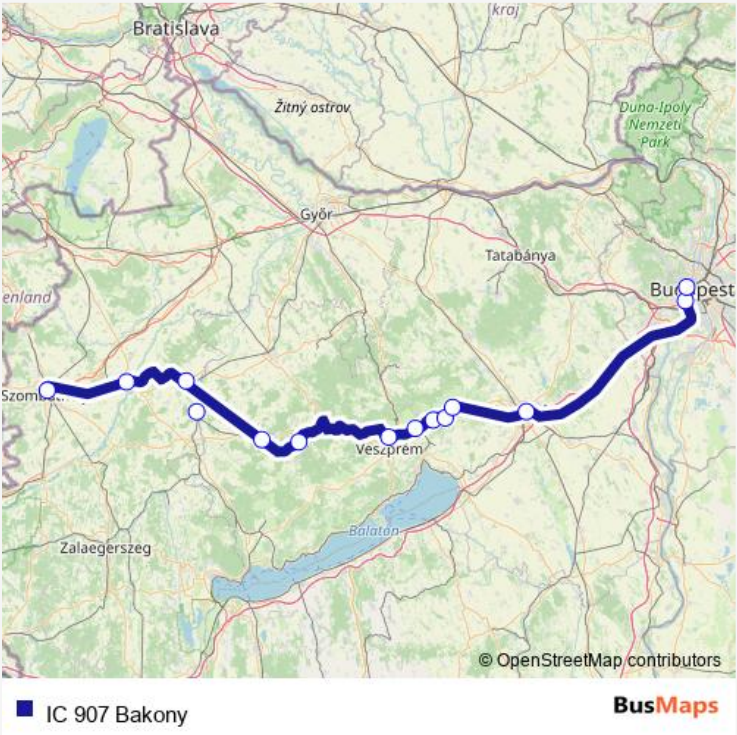 kraj
Bratislava
Žitný ostrov
Duna-Ipoly
Nemzeti
Park
Győr
Tatabánya
Budapest
enland
Veszprém
Balaton
Zalaegerszeg
© OpenStreetMap contributors
IC 907 Bakony
BusMaps